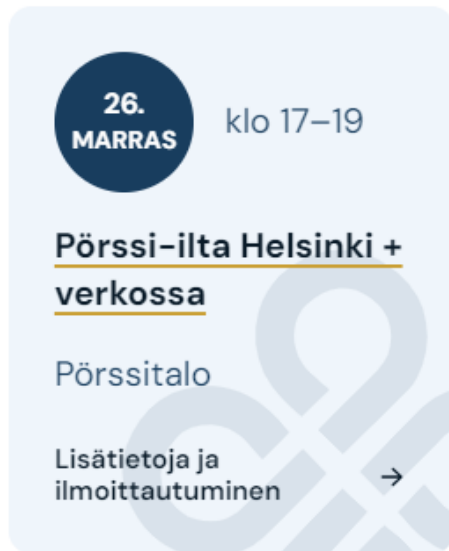 26.
MARRAS
klo 17–19
Pörssi-ilta Helsinki +
verkossa
Pörssitalo
Lisätietoja ja
ilmoittautuminen